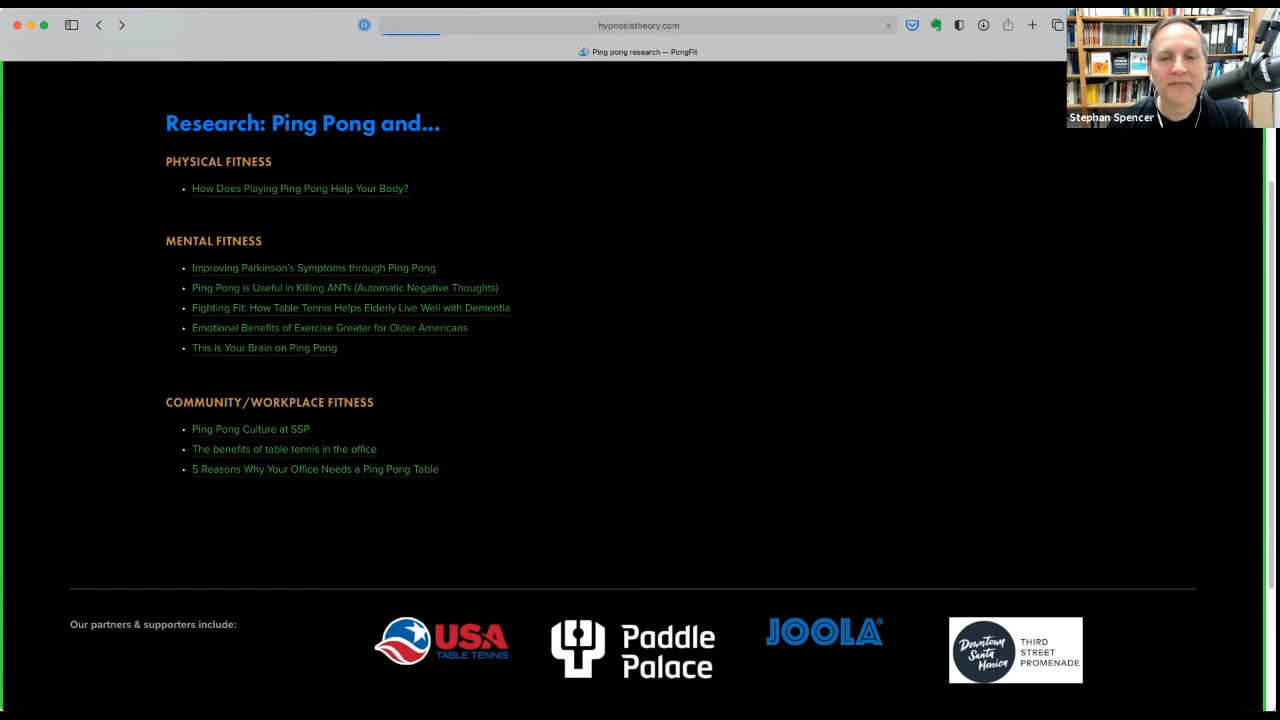 hypnosistheory.com
Ping pong research — PongFit
Stephan Spencer
Research: Ping Pong and...
PHYSICAL FITNESS
How Does Playing Ping Pong Help Your Body?
MENTAL FITNESS
Improving Parkinson's Symptoms through Ping Pong
Ping Pong is Useful in Killing ANTs (Automatic Negative Thoughts)
Fighting Fit: How Table Tennis Helps Elderly Live Well with Dementia
Emotional Benefits of Exercise Greater for Older Americans
This is Your Brain on Ping Pong
COMMUNITY/WORKPLACE FITNESS
Ping Pong Culture at SSP
The benefits of table tennis in the office
5 Reasons Why Your Office Needs a Ping Pong Table
Our partners & supporters include:
USA
TABLE TENNIS
Paddle
Palace
JOOLA®
Downtown
Santa
Monica
THIRD
STREET
PROMENADE